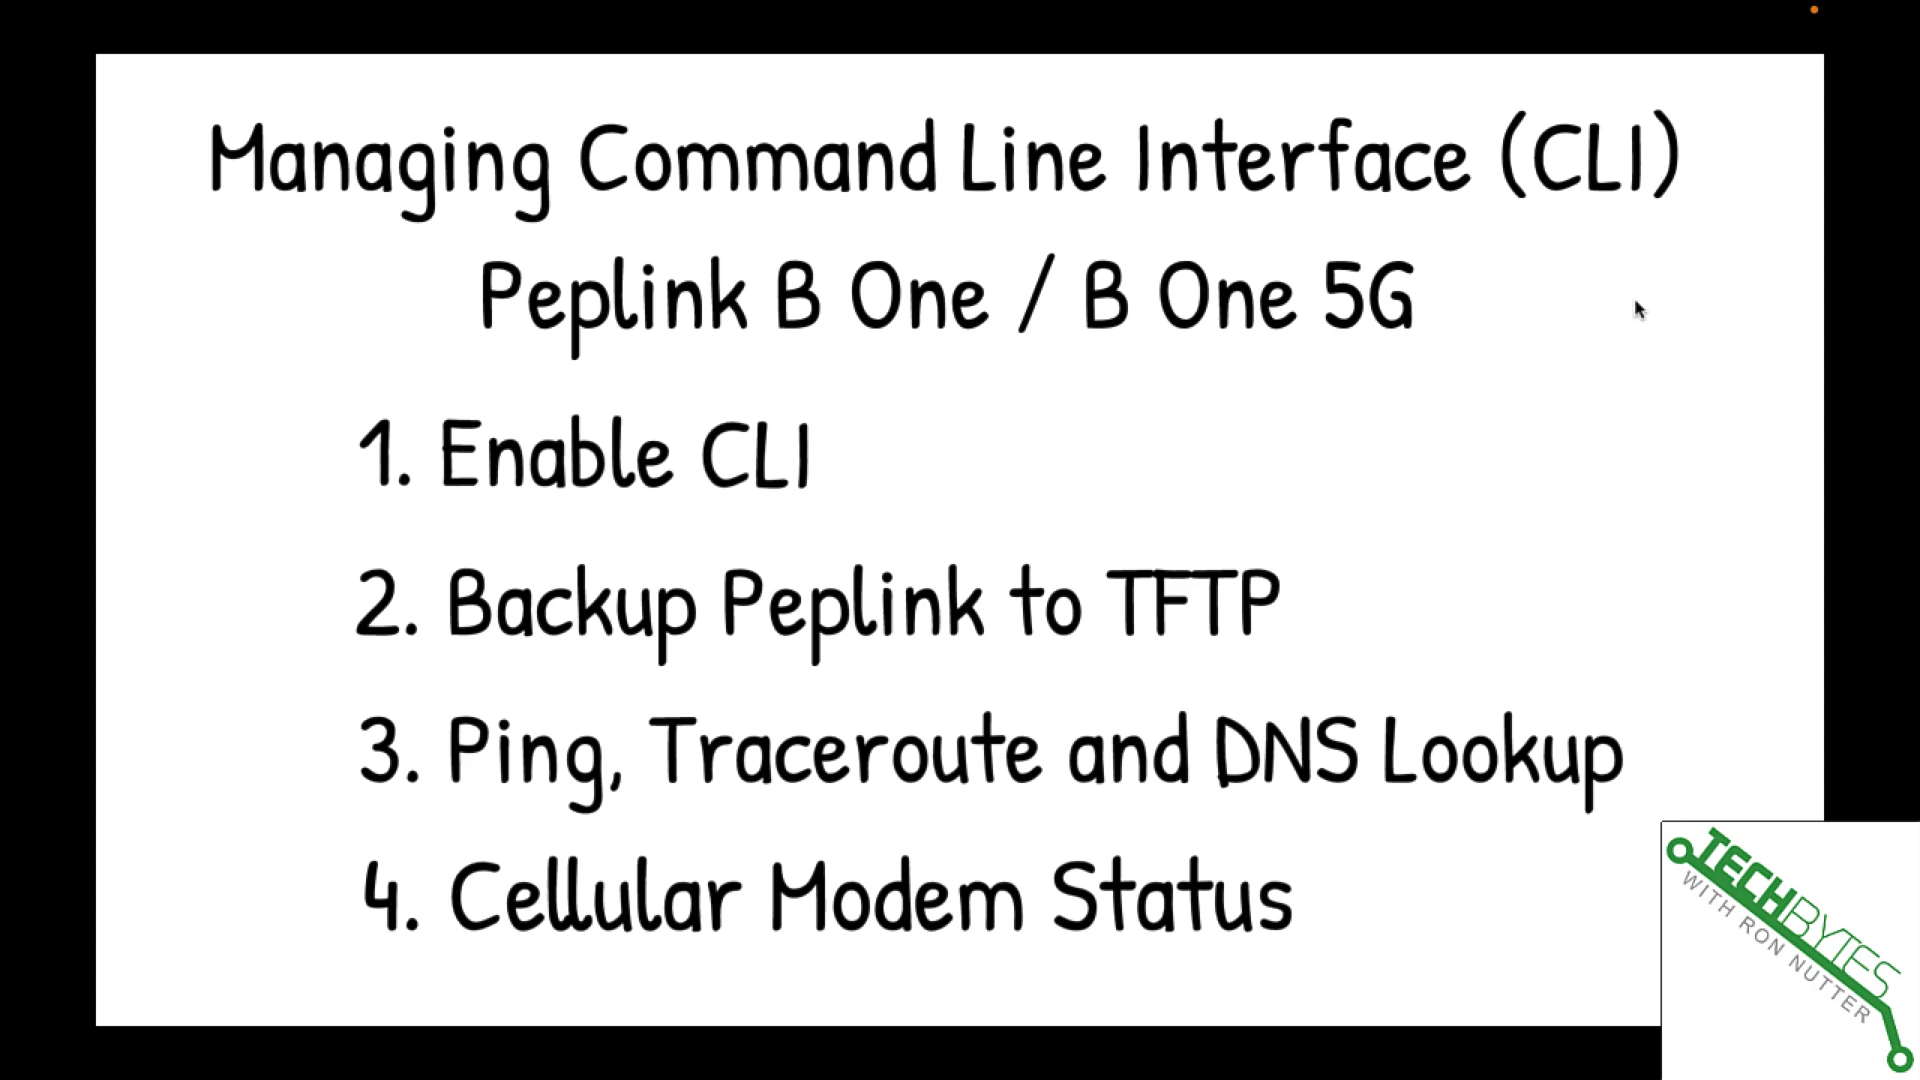 Managing Command Line Interface (CLI)
Peplink B One / B One 5G
1. Enable CLI
2. Backup Peplink to TFTP
3. Ping, Traceroute and DNS Lookup
4. Cellular Modem Status
TECHBYTES
WITH RON NUTTER